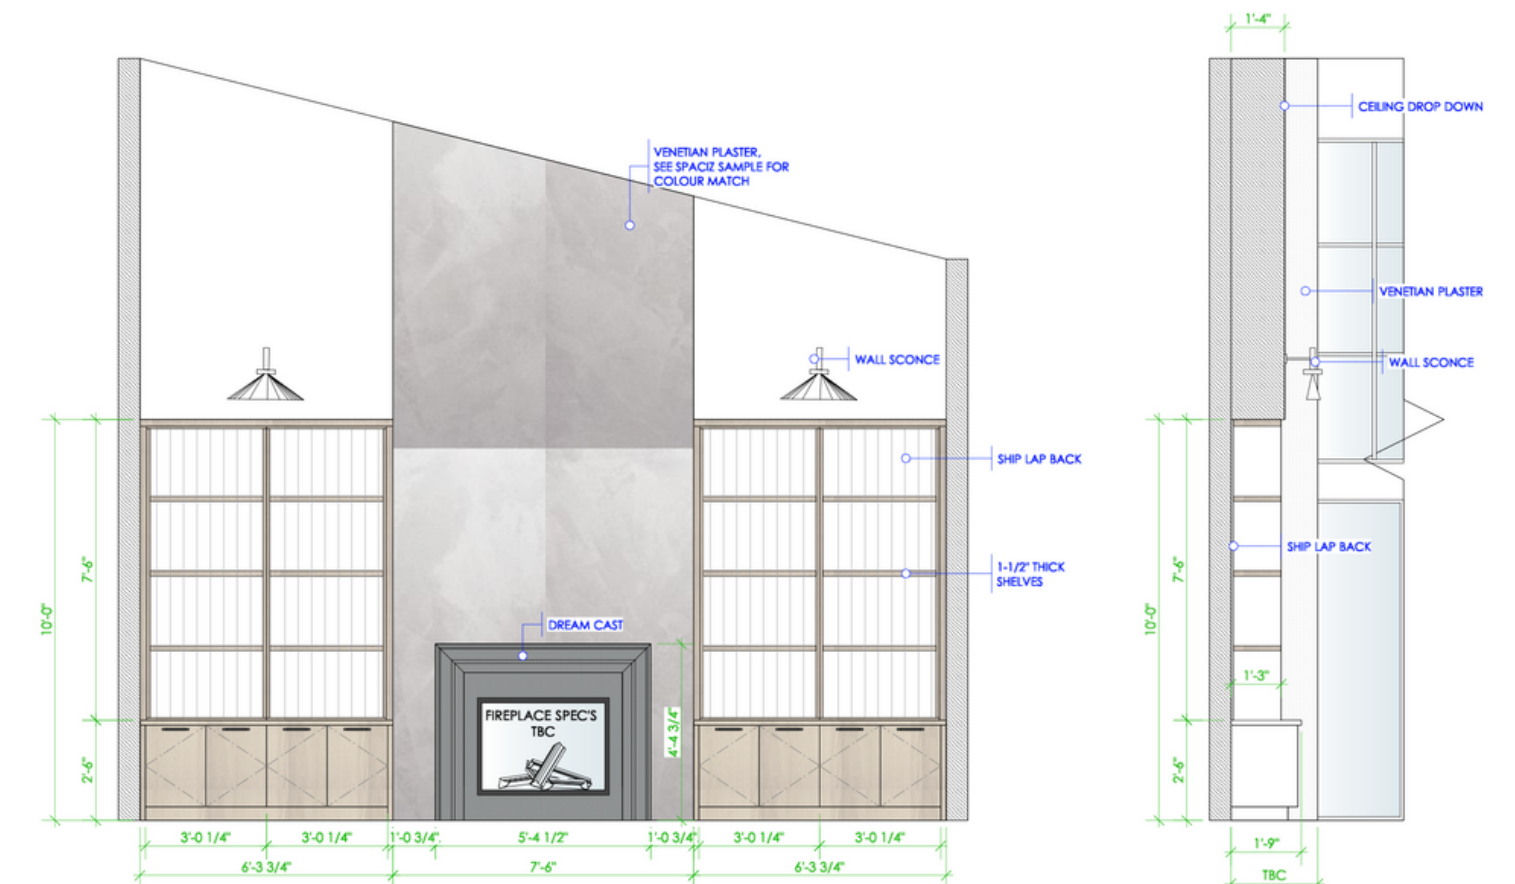 1'-4"
CEILING DROP DOWN
VENETIAN PLASTER,
SEE SPACIZ SAMPLE FOR
COLOUR MATCH
VENETIAN PLASTER
WALL SCONCE
WALL SCONCE
SHIP LAP BACK
SHIP LAP BACK
1-1/2" THICK
SHELVES
DREAM CAST
FIREPLACE SPEC'S
TBC
10'-0"
7'-6"
2'-6"
4'-4 3/4"
10'-0"
7'-6"
1'-3"
2'-6"
3'-0 1/4"
3'-0 1/4"
1'-0 3/4"
5'-4 1/2"
1'-0 3/4"
3'-0 1/4"
3'-0 1/4"
1'-9"
6'-3 3/4"
7'-6"
6'-3 3/4"
TBC